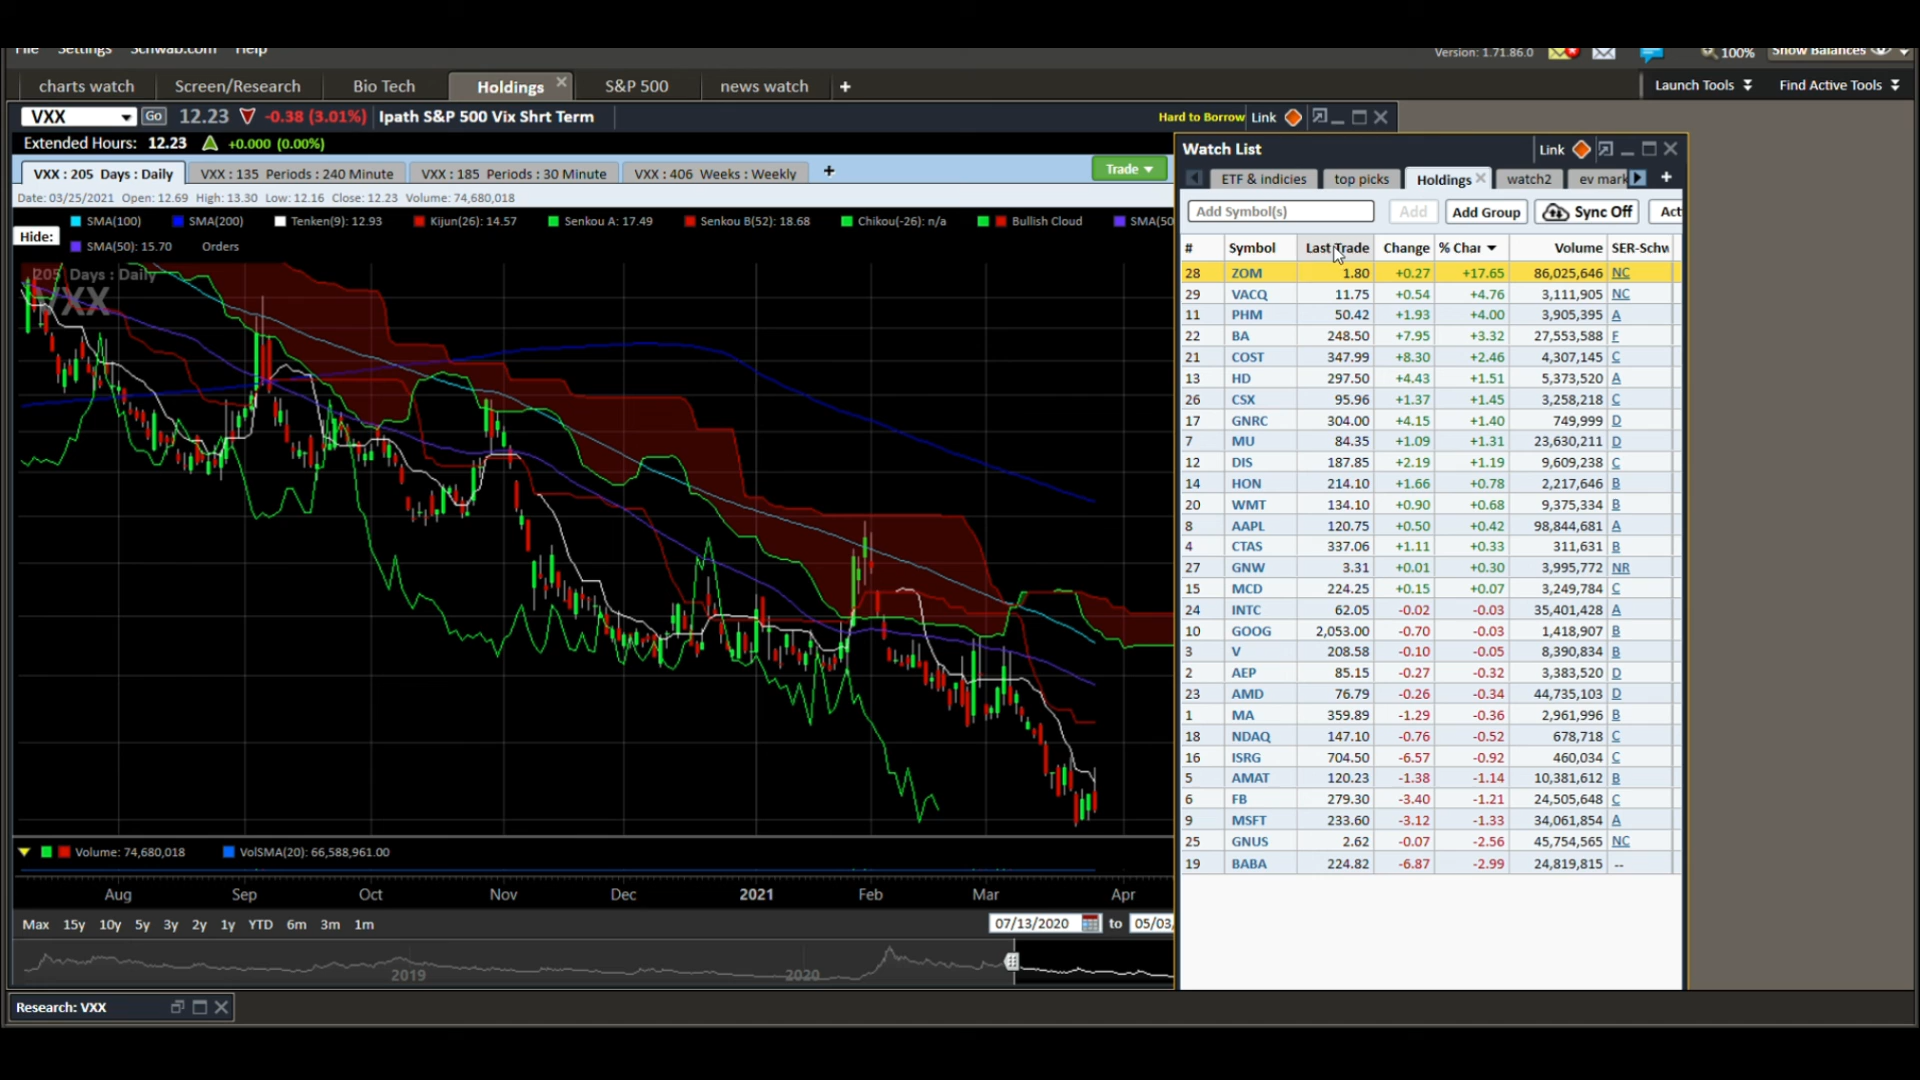 File Settings Schwab.com Help
Version: 1.71.86.0 100% Show Balances
charts watch Screen/Research Bio Tech Holdings S&P 500 news watch +
Launch Tools Find Active Tools
VXX Go 12.23 -0.38 (3.01%) Ipath S&P 500 Vix Shrt Term Hard to Borrow Link
Extended Hours: 12.23 +0.000 (0.00%)
VXX : 205 Days : Daily VXX : 135 Periods : 240 Minute VXX : 185 Periods : 30 Minute VXX : 406 Weeks : Weekly + Trade
Date: 03/25/2021 Open: 12.69 High: 13.30 Low: 12.16 Close: 12.23 Volume: 74,680,018
Hide: SMA(100) SMA(200) Tenken(9): 12.93 Kijun(26): 14.57 Senkou A: 17.49 Senkou B(52): 18.68 Chikou(-26): n/a Bullish Cloud SMA(50
SMA(50): 15.70 Orders
205 Days : Daily
VXX
Volume: 74,680,018 VolSMA(20): 66,588,961.00
Aug Sep Oct Nov Dec 2021 Feb Mar Apr
Max 15y 10y 5y 3y 2y 1y YTD 6m 3m 1m 07/13/2020 to 05/03/
2019 2020
Research: VXX
Watch List Link
ETF & indicies top picks Holdings watch2 ev mark +
Add Symbol(s) Add Add Group Sync Off Act
# Symbol Last Trade Change % Char Volume SER-Schw
28 ZOM 1.80 +0.27 +17.65 86,025,646 NC
29 VACQ 11.75 +0.54 +4.76 3,111,905 NC
11 PHM 50.42 +1.93 +4.00 3,905,395 A
22 BA 248.50 +7.95 +3.32 27,553,588 F
21 COST 347.99 +8.30 +2.46 4,307,145 C
13 HD 297.50 +4.43 +1.51 5,373,520 A
26 CSX 95.96 +1.37 +1.45 3,258,218 C
17 GNRC 304.00 +4.15 +1.40 749,999 D
7 MU 84.35 +1.09 +1.31 23,630,211 D
12 DIS 187.85 +2.19 +1.19 9,609,238 C
14 HON 214.10 +1.66 +0.78 2,217,646 B
20 WMT 134.10 +0.90 +0.68 9,375,334 B
8 AAPL 120.75 +0.50 +0.42 98,844,681 A
4 CTAS 337.06 +1.11 +0.33 311,631 B
27 GNW 3.31 +0.01 +0.30 3,995,772 NR
15 MCD 224.25 +0.15 +0.07 3,249,784 C
24 INTC 62.05 -0.02 -0.03 35,401,428 A
10 GOOG 2,053.00 -0.70 -0.03 1,418,907 B
3 V 208.58 -0.10 -0.05 8,390,834 B
2 AEP 85.15 -0.27 -0.32 3,383,520 D
23 AMD 76.79 -0.26 -0.34 44,735,103 D
1 MA 359.89 -1.29 -0.36 2,961,996 B
18 NDAQ 147.10 -0.76 -0.52 678,718 C
16 ISRG 704.50 -6.57 -0.92 460,034 C
5 AMAT 120.23 -1.38 -1.14 10,381,612 B
6 FB 279.30 -3.40 -1.21 24,505,648 C
9 MSFT 233.60 -3.12 -1.33 34,061,854 A
25 GNUS 2.62 -0.07 -2.56 45,754,565 NC
19 BABA 224.82 -6.87 -2.99 24,819,815 --